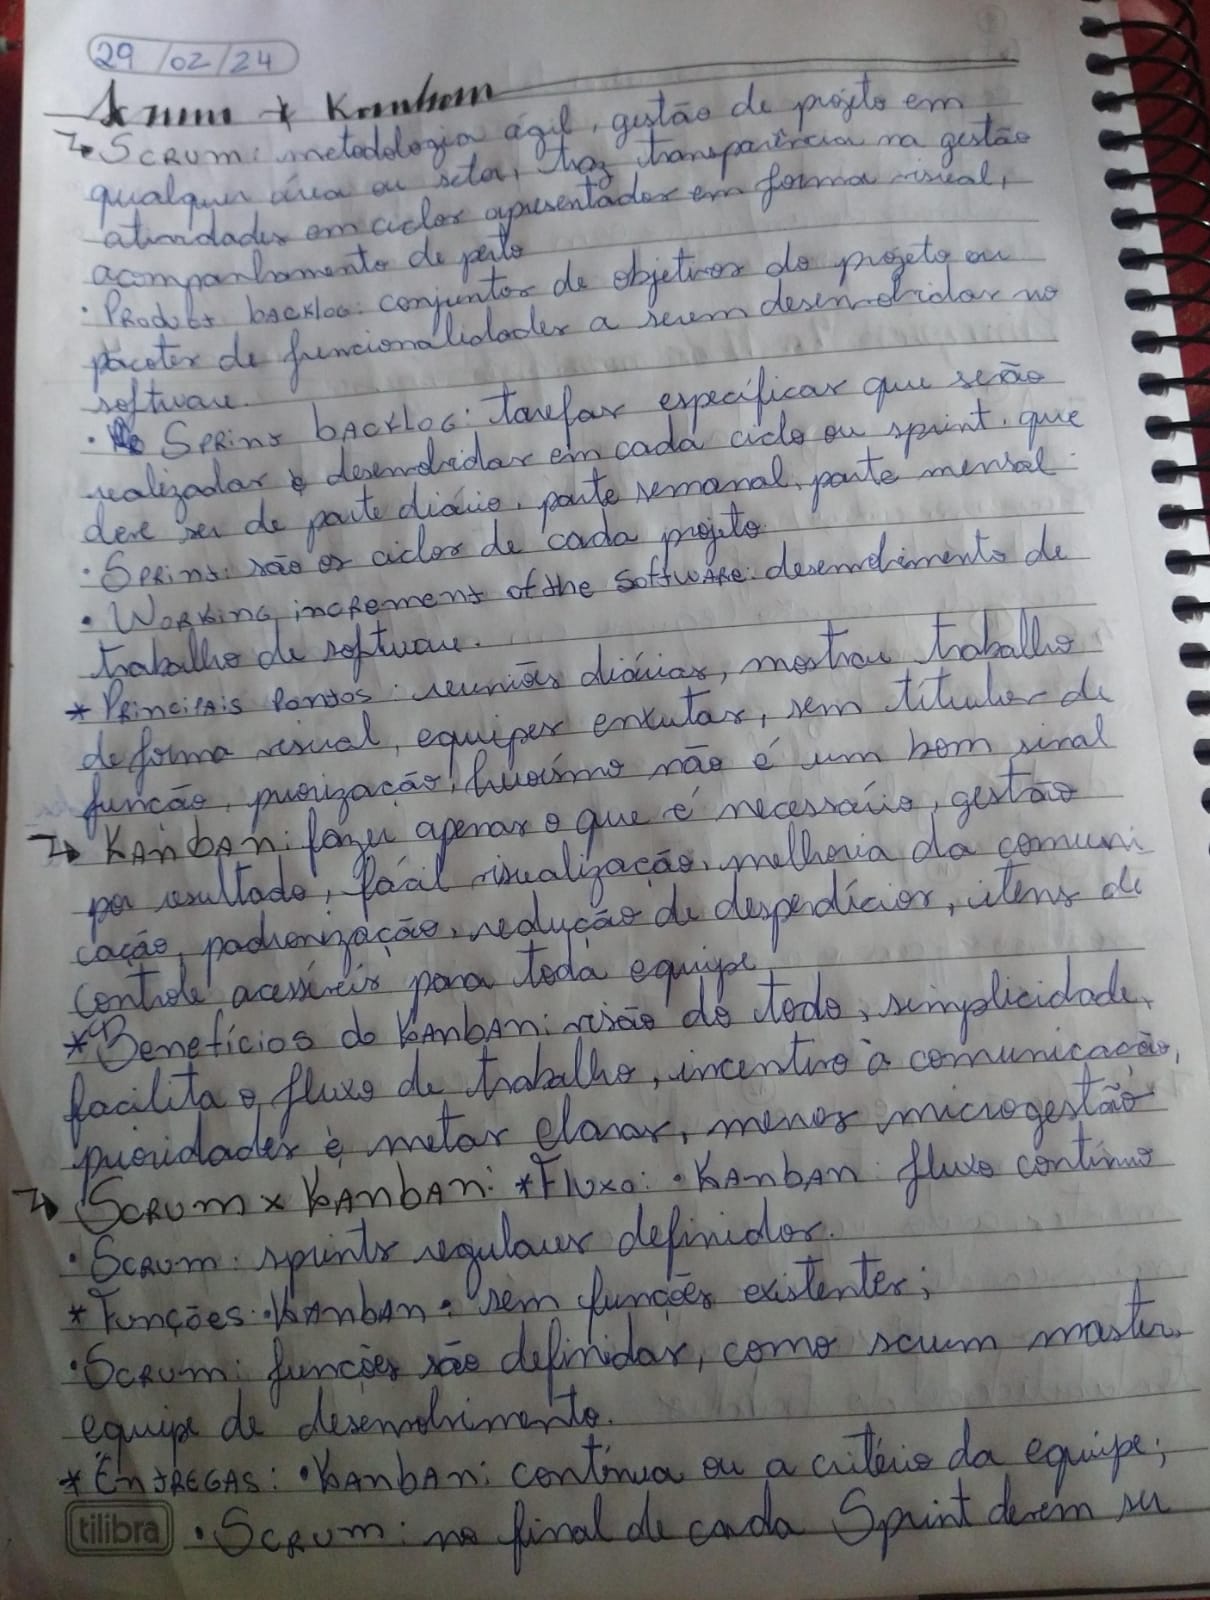 29/02/24
Scrum + Kanban
→ • Scrum: metodologia ágil, gestão de projeto em
qualquer área ou setor, traz transparência na gestão
atividades em ciclos apresentados em forma visual,
acompanhamento de perto
• Product backlog: conjuntos de objetivos do projeto ou
pacotes de funcionalidades a serem desenvolvidas no
software.
• Sprint backlog: tarefas específicas que serão
realizadas e desenvolvidas em cada ciclo ou sprint, que
deve ser de parte diário, parte semanal, parte mensal.
• Sprint: são os ciclos de cada projeto.
• Working increment of the software: desenvolvimento de
trabalho de software.
* Principais Pontos: reuniões diárias, mostrar trabalho
de forma visual, equipes enxutas, sem títulos de
função, priorização, não é um bom sinal
→ Kanban: fazer apenas o que é necessário, gestão
por resultado, fácil visualização, melhoria da comuni
cação, padronização, redução de desperdícios, itens de
controle acessíveis para toda equipe
* Benefícios do Kanban: visão do todo, simplicidade,
facilita o fluxo de trabalho, incentivo à comunicação,
prioridades e metas claras, menos microgestão
→ Scrum x Kanban: * Fluxo: • Kanban: fluxo contínuo
• Scrum: sprints regulares definidos.
* Funções: • Kanban: sem funções existentes;
• Scrum: funções são definidas, como scrum master,
equipe de desenvolvimento.
* Entregas: • Kanban: contínua ou a critério da equipe;
• Scrum: no final de cada Sprint devem ser
tilibra